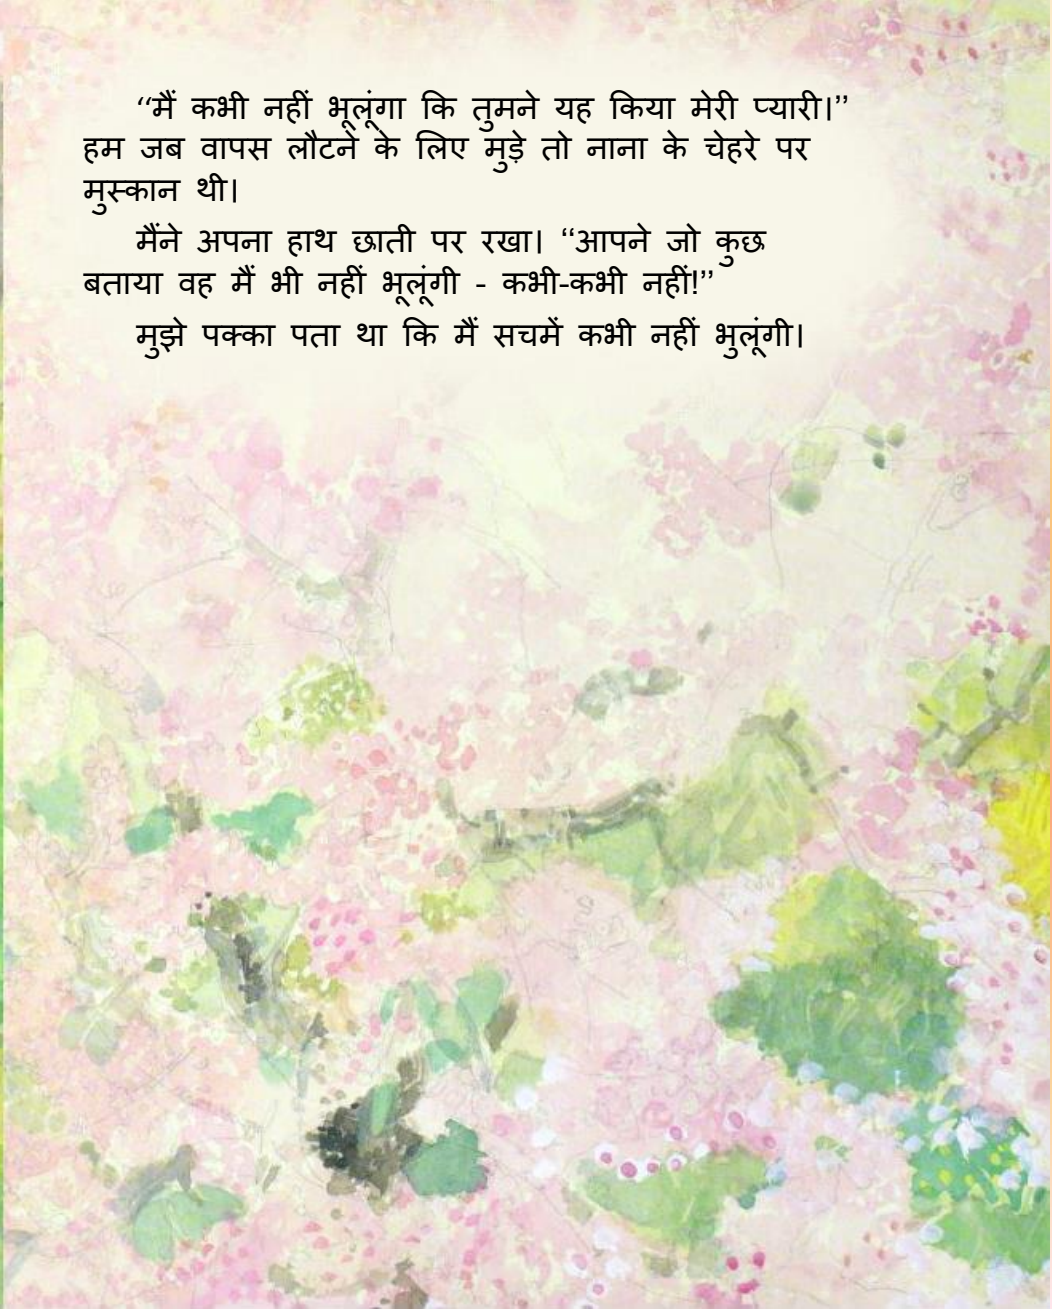 “मैं कभी नहीं भूलूंगा कि तुमने यह किया मेरी प्यारी।”
हम जब वापस लौटने के लिए मुड़े तो नाना के चेहरे पर
मुस्कान थी।
मैंने अपना हाथ छाती पर रखा। “आपने जो कुछ
बताया वह मैं भी नहीं भूलूंगी - कभी-कभी नहीं!”
मुझे पक्का पता था कि मैं सचमें कभी नहीं भुलूंगी।